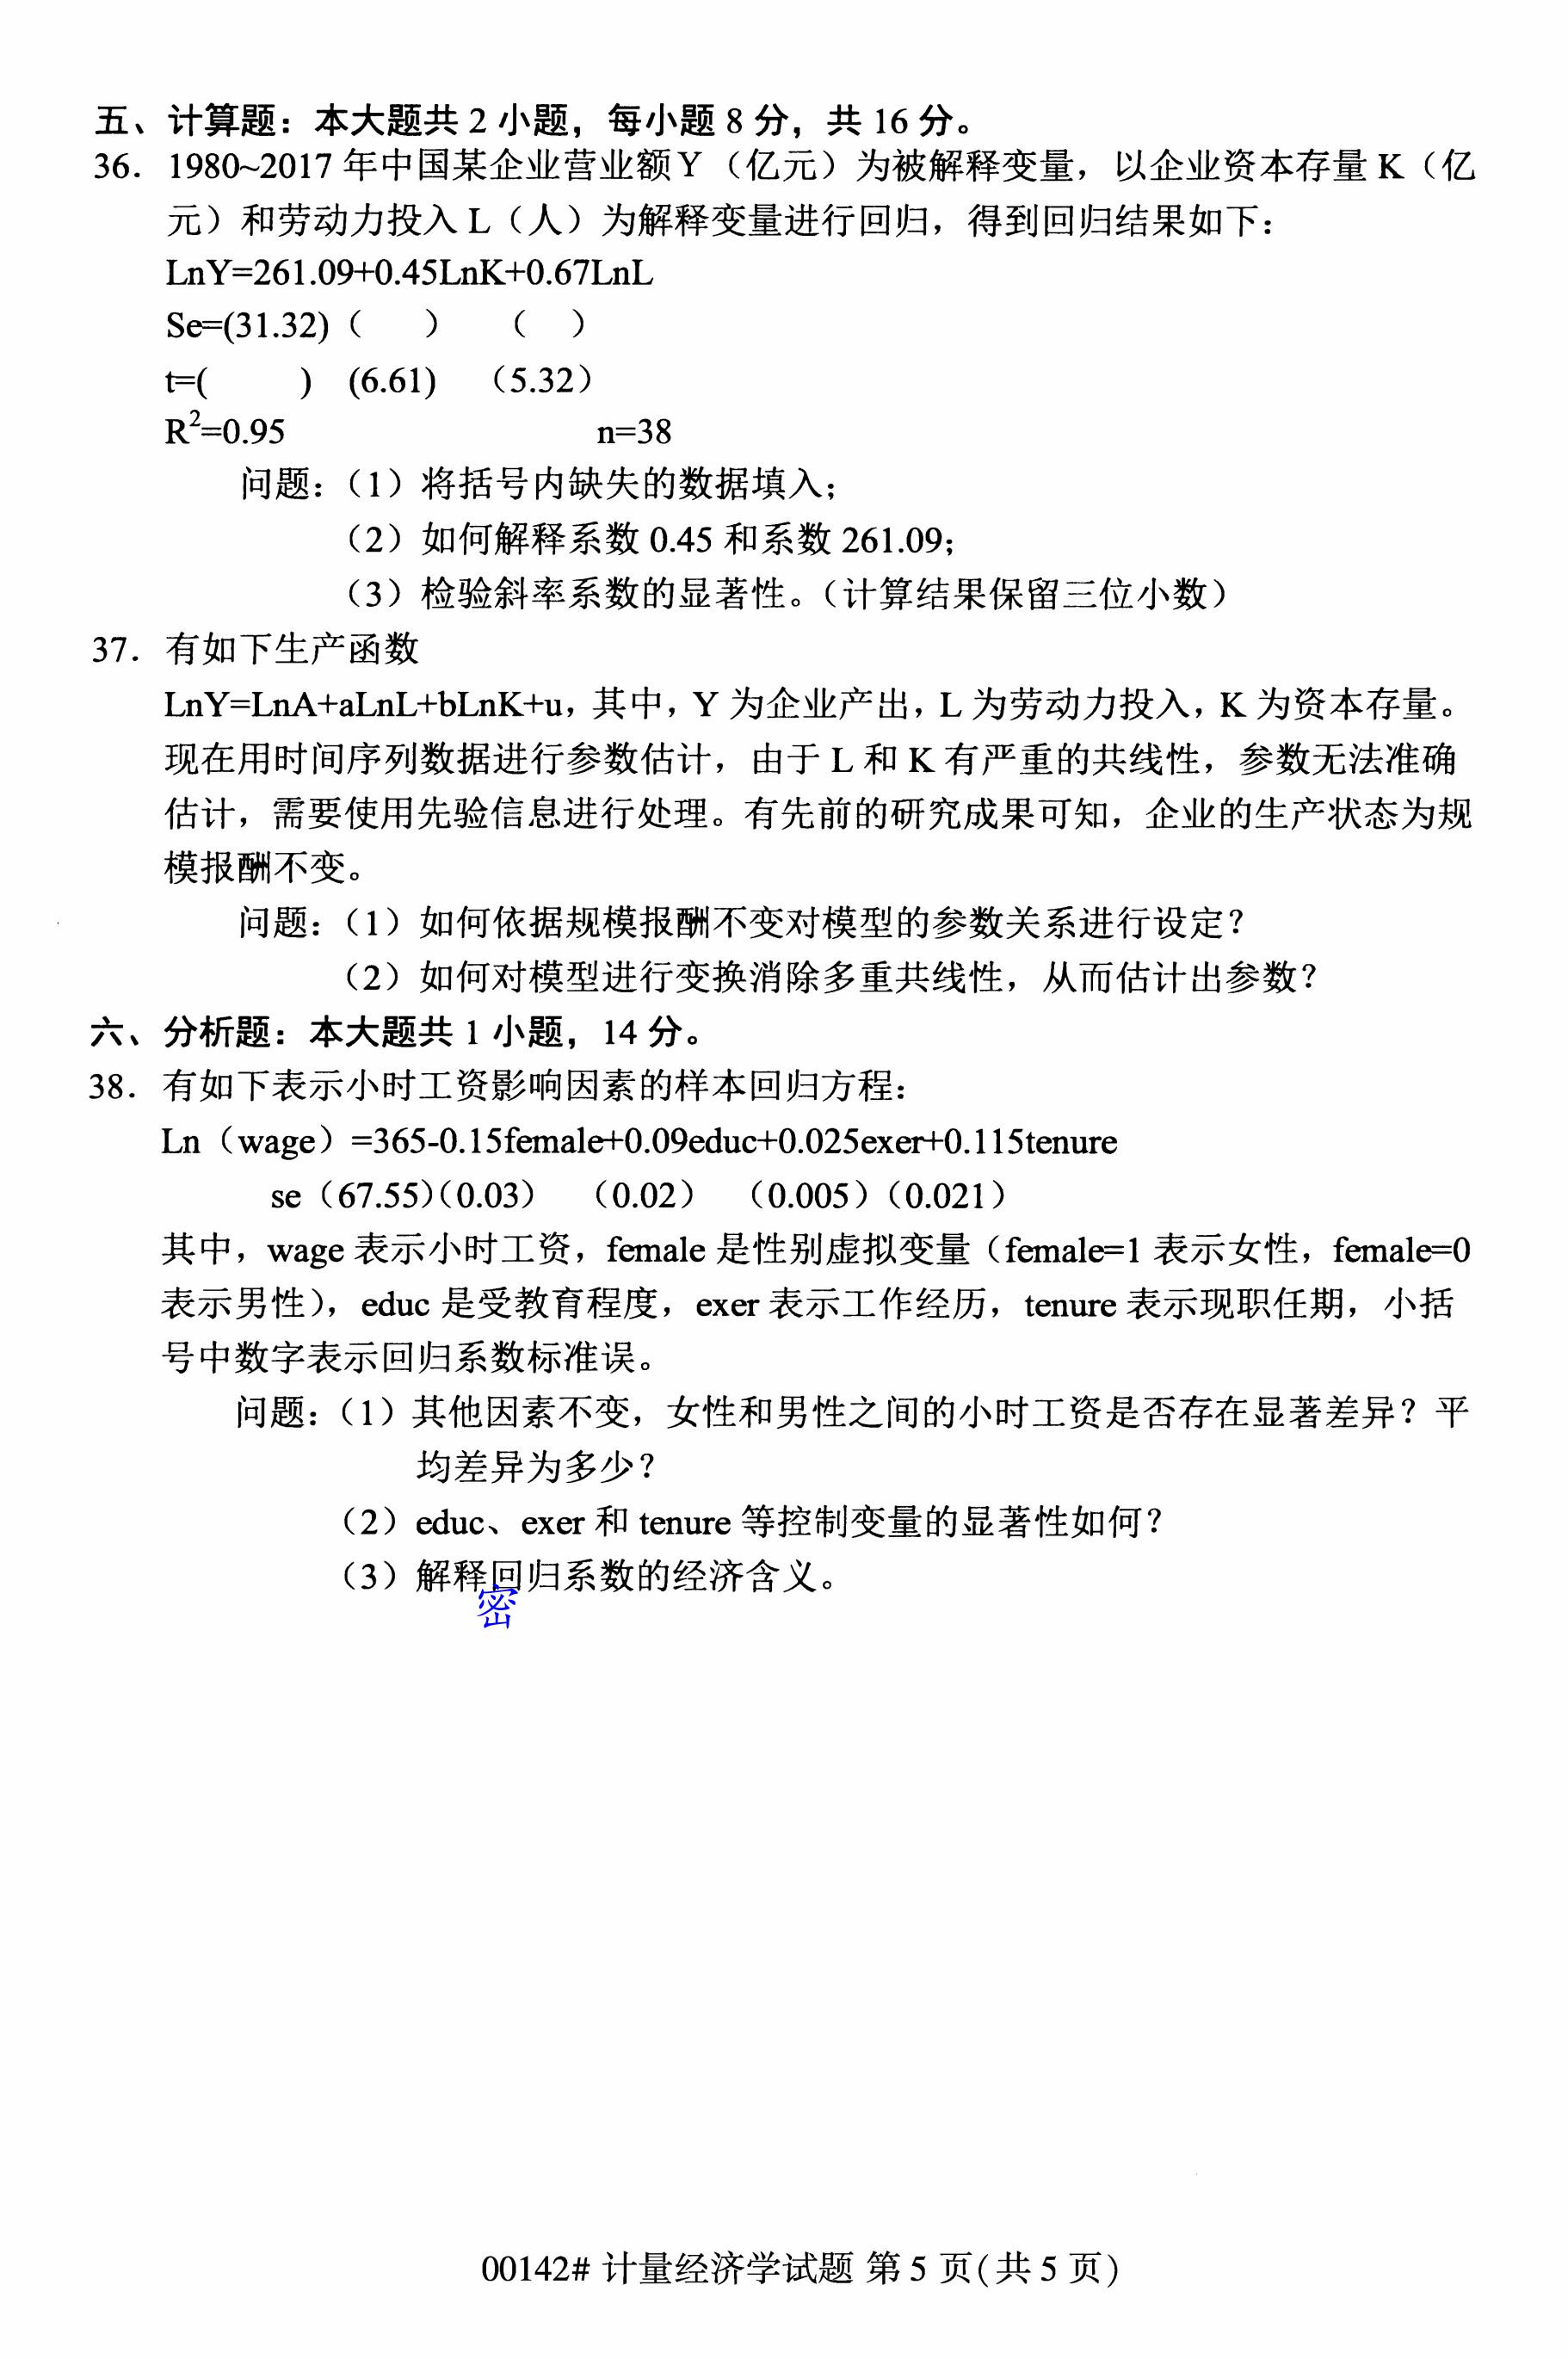 五、计算题：本大题共 2 小题，每小题 8 分，共 16 分。
36．1980~2017 年中国某企业营业额 Y （亿元）为被解释变量，以企业资本存量 K（亿
元）和劳动力投入 L（人）为解释变量进行回归，得到回归结果如下：
LnY=261.09+0.45LnK+0.67LnL
Se=(31.32)（ ） （ ）
t=( ) (6.61) （5.32）
R²=0.95 n=38
问题：（1）将括号内缺失的数据填入；
（2）如何解释系数 0.45 和系数 261.09；
（3）检验斜率系数的显著性。（计算结果保留三位小数）
37．有如下生产函数
LnY=LnA+aLnL+bLnK+u，其中，Y 为企业产出，L 为劳动力投入，K 为资本存量。
现在用时间序列数据进行参数估计，由于 L 和 K 有严重的共线性，参数无法准确
估计，需要使用先验信息进行处理。有先前的研究成果可知，企业的生产状态为规
模报酬不变。
问题：（1）如何依据规模报酬不变对模型的参数关系进行设定？
（2）如何对模型进行变换消除多重共线性，从而估计出参数？
六、分析题：本大题共 1 小题，14 分。
38．有如下表示小时工资影响因素的样本回归方程：
Ln（wage）=365-0.15female+0.09educ+0.025exer+0.115tenure
se（67.55）（0.03） （0.02） （0.005）（0.021）
其中，wage 表示小时工资，female 是性别虚拟变量（female=1 表示女性，female=0
表示男性），educ 是受教育程度，exer 表示工作经历，tenure 表示现职任期，小括
号中数字表示回归系数标准误。
问题：（1）其他因素不变，女性和男性之间的小时工资是否存在显著差异？平
均差异为多少？
（2）educ、exer 和 tenure 等控制变量的显著性如何？
（3）解释回归系数的经济含义。
密
00142# 计量经济学试题 第 5 页(共 5 页)